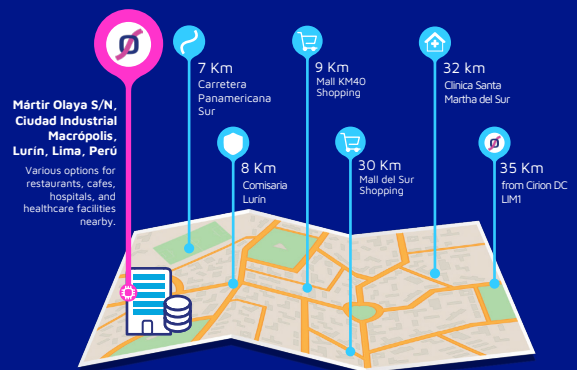 Mártir Olaya S/N,
Ciudad Industrial
Macrópolis,
Lurín, Lima, Perú
Various options for
restaurants, cafes,
hospitals, and
healthcare facilities
nearby.
7 Km
Carretera
Panamericana
Sur
8 Km
Comisaria
Lurín
9 Km
Mall KM40
Shopping
30 Km
Mall del Sur
Shopping
32 km
Clinica Santa
Martha del Sur
35 Km
from Cirion DC
LIM1